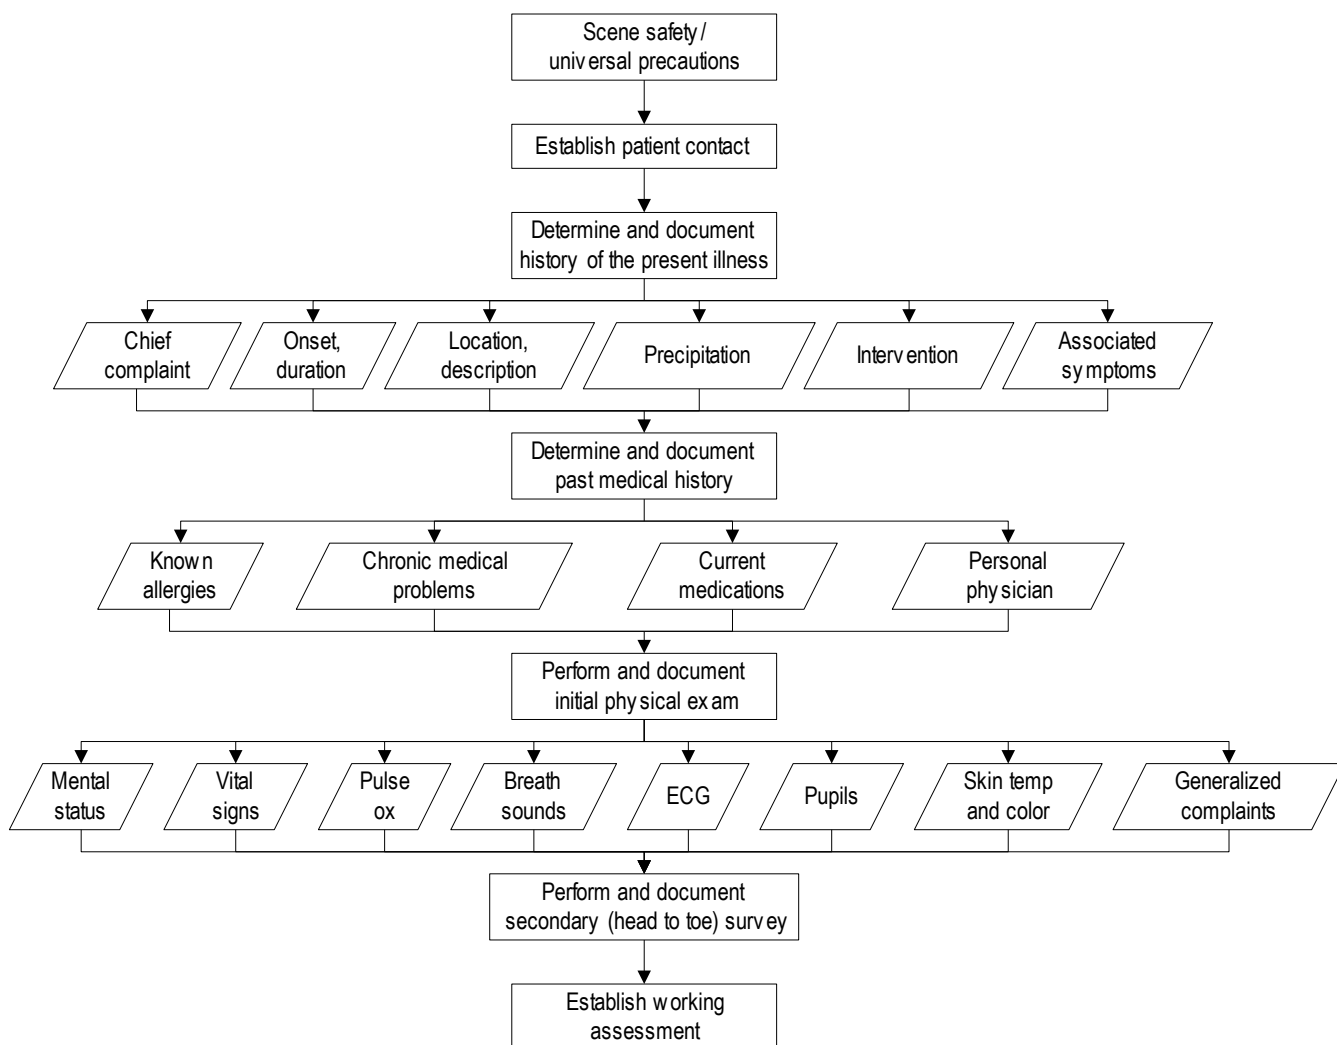 Scene safety/
universal precautions
Establish patient contact
Determine and document
history of the present illness
Chief
complaint
Onset,
duration
Location,
description
Precipitation
Intervention
Associated
symptoms
Determine and document
past medical history
Known
allergies
Chronic medical
problems
Current
medications
Personal
physician
Perform and document
initial physical exam
Mental
status
Vital
signs
Pulse
ox
Breath
sounds
ECG
Pupils
Skin temp
and color
Generalized
complaints
Perform and document
secondary (head to toe) survey
Establish working
assessment